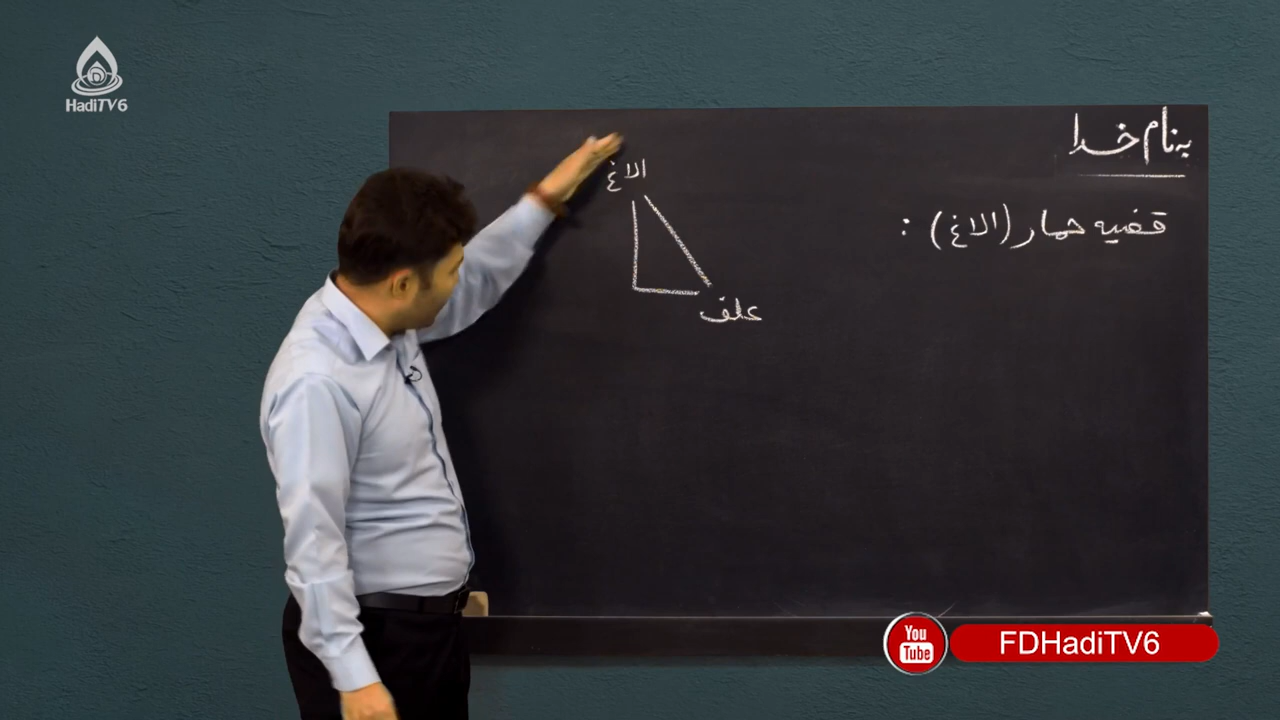 HadiTV6
به نام خدا
قضیه حمار (الاغ) :
الاغ
علف
You
Tube
FDHadiTV6